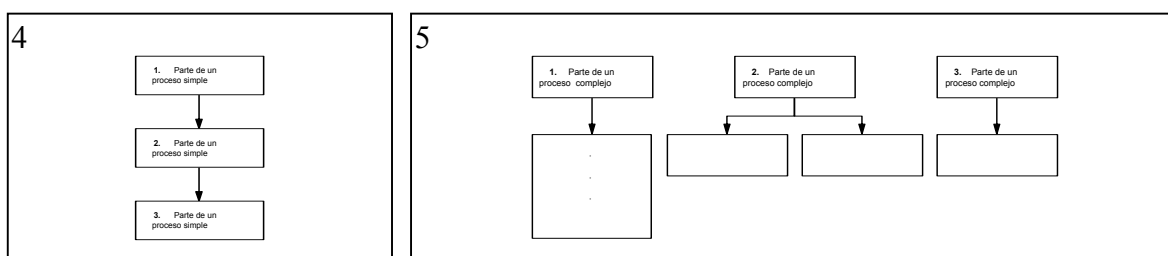 4
1. Parte de un
proceso simple
2. Parte de un
proceso simple
3. Parte de un
proceso simple
5
1. Parte de un
proceso complejo
2. Parte de un
proceso complejo
3. Parte de un
proceso complejo
.
.
.